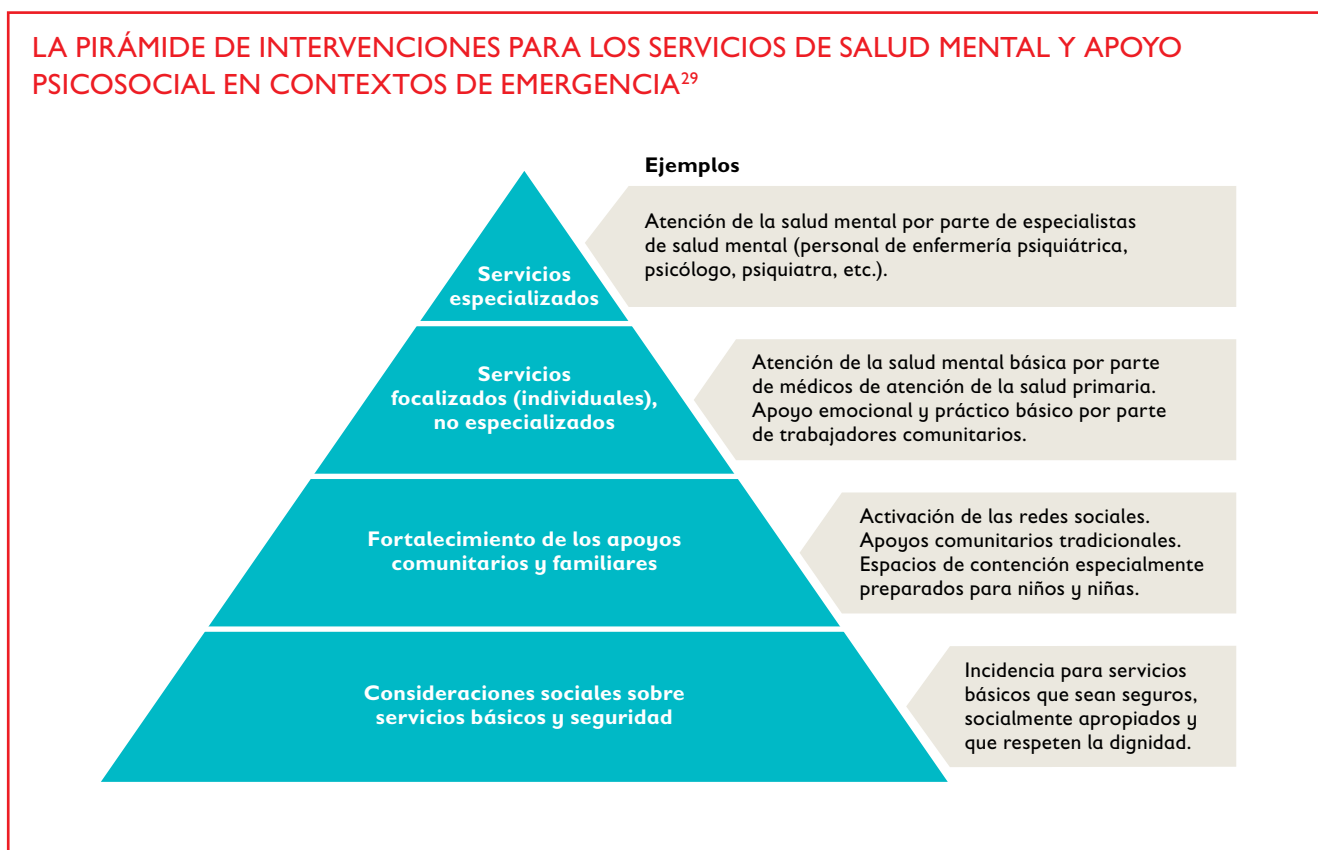 LA PIRÁMIDE DE INTERVENCIONES PARA LOS SERVICIOS DE SALUD MENTAL Y APOYO
PSICOSOCIAL EN CONTEXTOS DE EMERGENCIA²⁹
Ejemplos
Servicios
especializados
Atención de la salud mental por parte de especialistas
de salud mental (personal de enfermería psiquiátrica,
psicólogo, psiquiatra, etc.).
Servicios
focalizados (individuales),
no especializados
Atención de la salud mental básica por parte
de médicos de atención de la salud primaria.
Apoyo emocional y práctico básico por parte
de trabajadores comunitarios.
Fortalecimiento de los apoyos
comunitarios y familiares
Activación de las redes sociales.
Apoyos comunitarios tradicionales.
Espacios de contención especialmente
preparados para niños y niñas.
Consideraciones sociales sobre
servicios básicos y seguridad
Incidencia para servicios
básicos que sean seguros,
socialmente apropiados y
que respeten la dignidad.